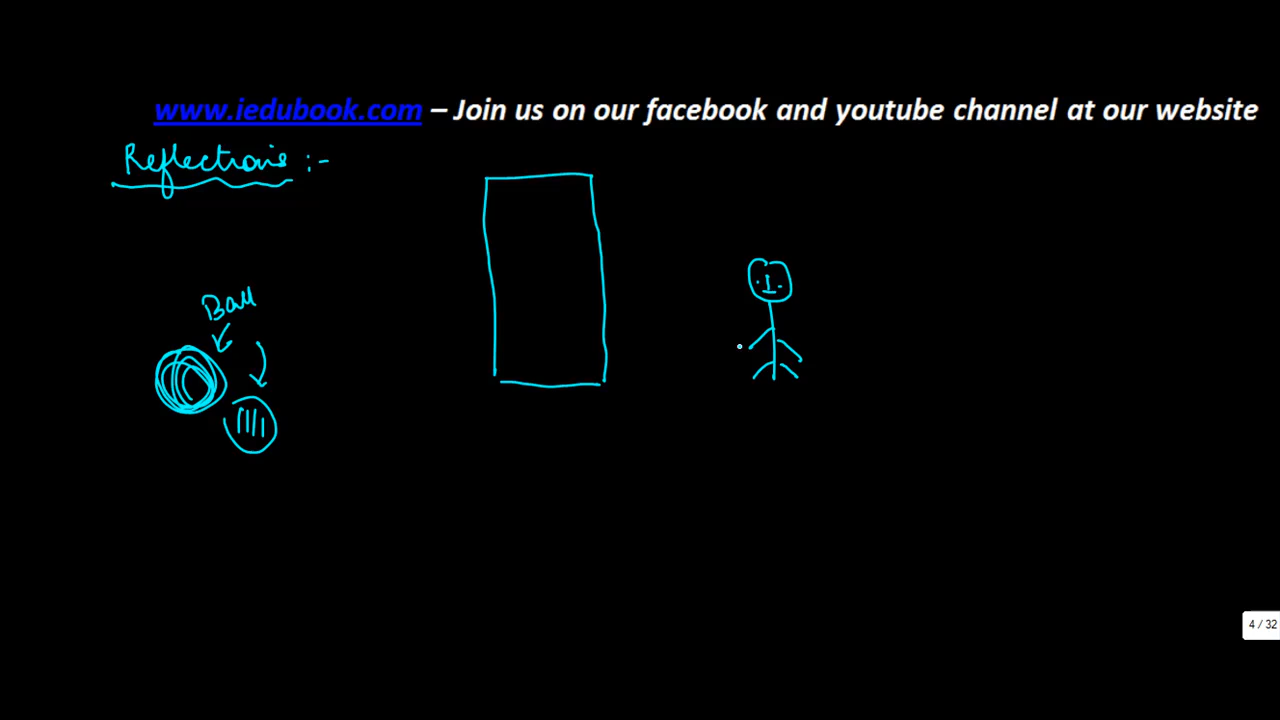 www.iedubook.com – Join us on our facebook and youtube channel at our website
Reflections :-
Ball
4 / 32